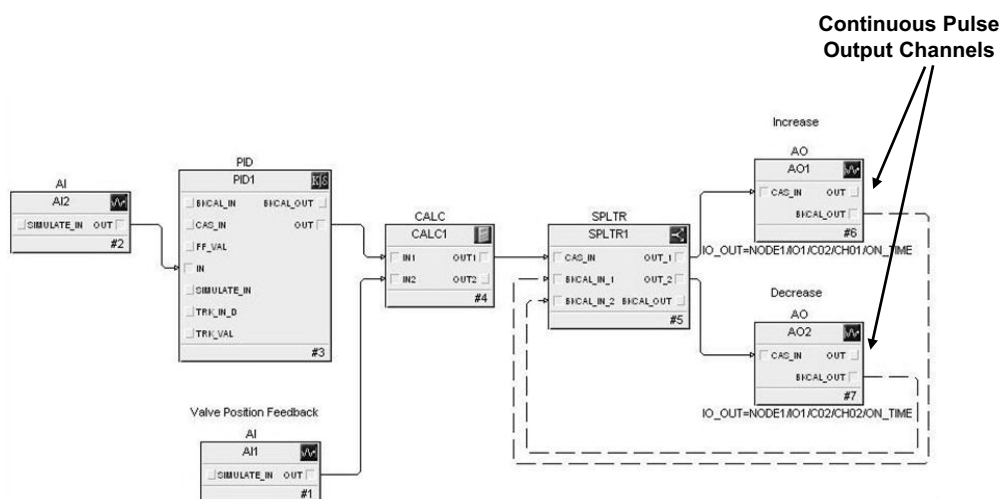 Continuous Pulse
Output Channels
Increase
AO
AO1
CAS_IN OUT
BKCAL_OUT
#6
IO_OUT=NODE1/IO1/C02/CH01/ON_TIME
PID
PID1
BKCAL_IN BKCAL_OUT
CAS_IN OUT
FF_VAL
IN
SIMULATE_IN
TRK_IN_D
TRK_VAL
#3
AI
AI2
SIMULATE_IN OUT
#2
CALC
CALC1
IN1 OUT1
IN2 OUT2
#4
SPLTR
SPLTR1
CAS_IN OUT_1
BKCAL_IN_1 OUT_2
BKCAL_IN_2 BKCAL_OUT
#5
Decrease
AO
AO2
CAS_IN OUT
BKCAL_OUT
#7
IO_OUT=NODE1/IO1/C02/CH02/ON_TIME
Valve Position Feedback
AI
AI1
SIMULATE_IN OUT
#1